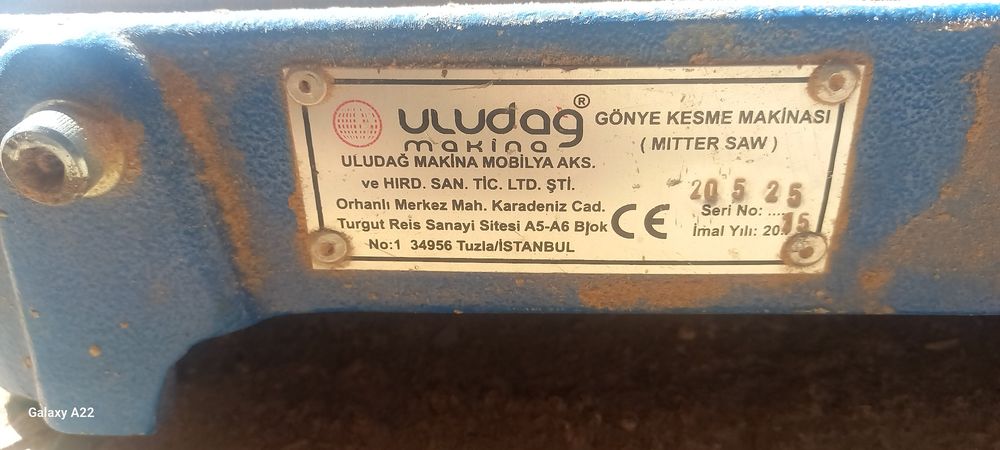 uludağ®
makina
ULUDAĞ MAKİNA MOBİLYA AKS.
ve HIRD. SAN. TİC. LTD. ŞTİ.
Orhanlı Merkez Mah. Karadeniz Cad.
Turgut Reis Sanayi Sitesi A5-A6 Blok
No:1 34956 Tuzla/İSTANBUL
CE
GÖNYE KESME MAKİNASI
( MITTER SAW )
20 5 25
Seri No: ....
İmal Yılı: 20..15
Galaxy A22